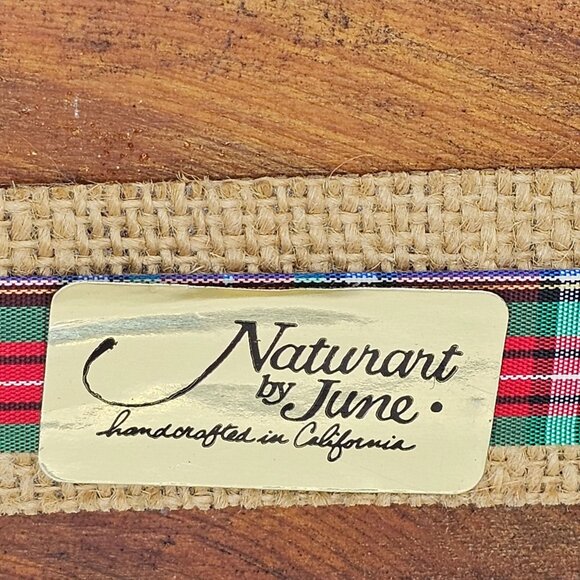 Naturart
by June.
handcrafted in California